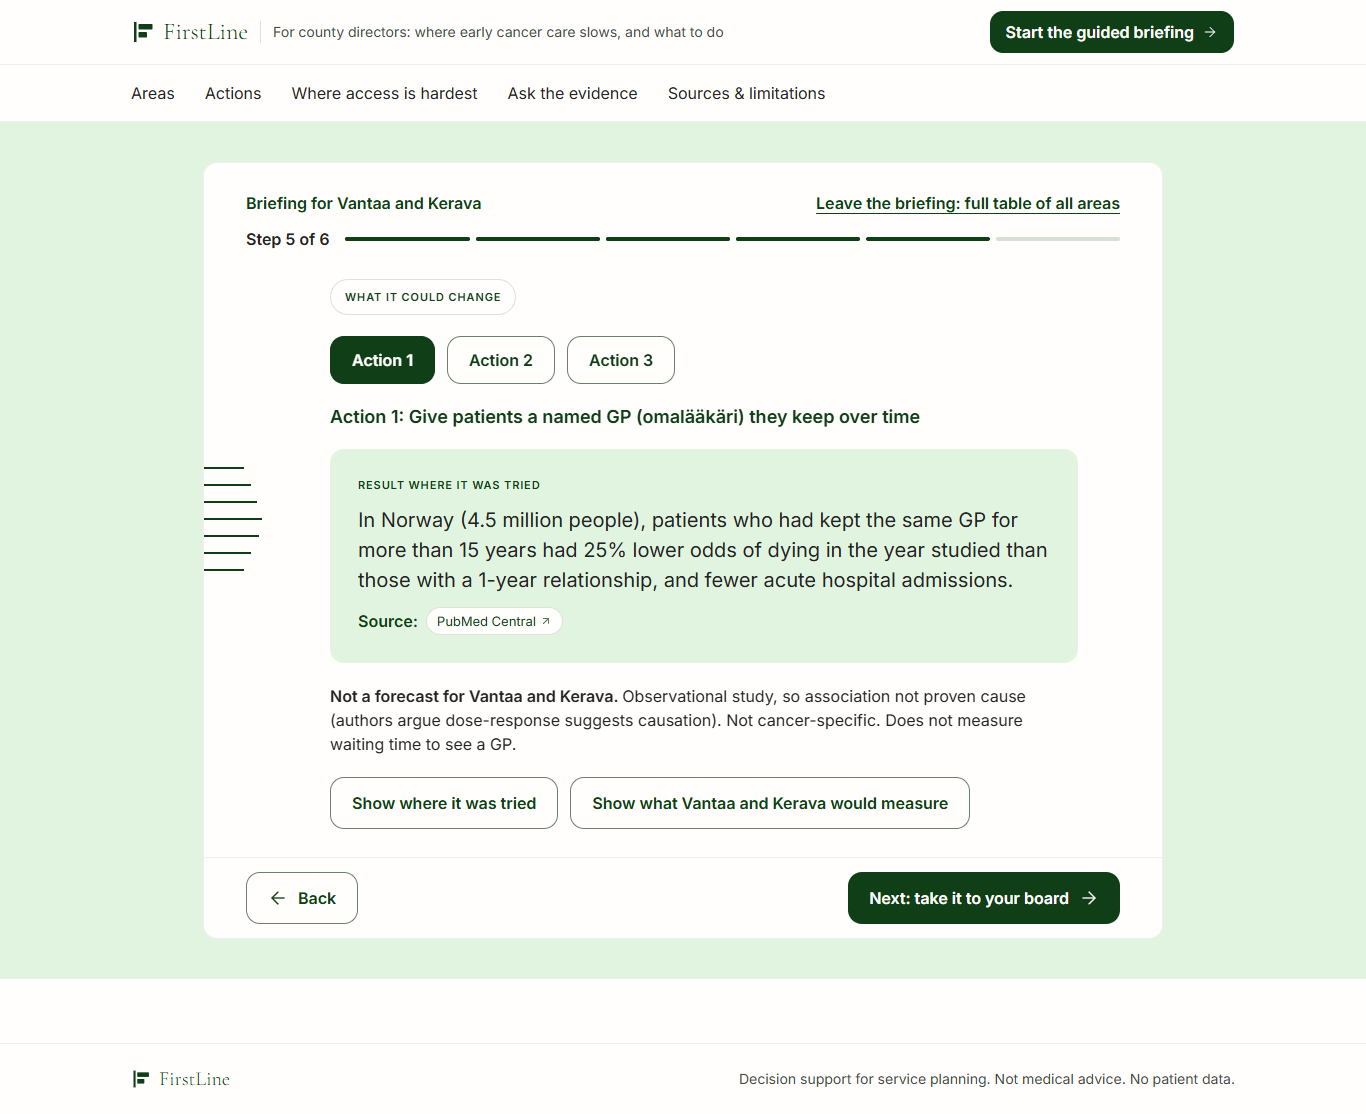 FirstLine
For county directors: where early cancer care slows, and what to do
Start the guided briefing →
Areas
Actions
Where access is hardest
Ask the evidence
Sources & limitations
Briefing for Vantaa and Kerava
Leave the briefing: full table of all areas
Step 5 of 6
WHAT IT COULD CHANGE
Action 1
Action 2
Action 3
Action 1: Give patients a named GP (omalääkäri) they keep over time
RESULT WHERE IT WAS TRIED
In Norway (4.5 million people), patients who had kept the same GP for
more than 15 years had 25% lower odds of dying in the year studied than
those with a 1-year relationship, and fewer acute hospital admissions.
Source: PubMed Central ↗
Not a forecast for Vantaa and Kerava. Observational study, so association not proven cause
(authors argue dose-response suggests causation). Not cancer-specific. Does not measure
waiting time to see a GP.
Show where it was tried
Show what Vantaa and Kerava would measure
← Back
Next: take it to your board →
FirstLine
Decision support for service planning. Not medical advice. No patient data.